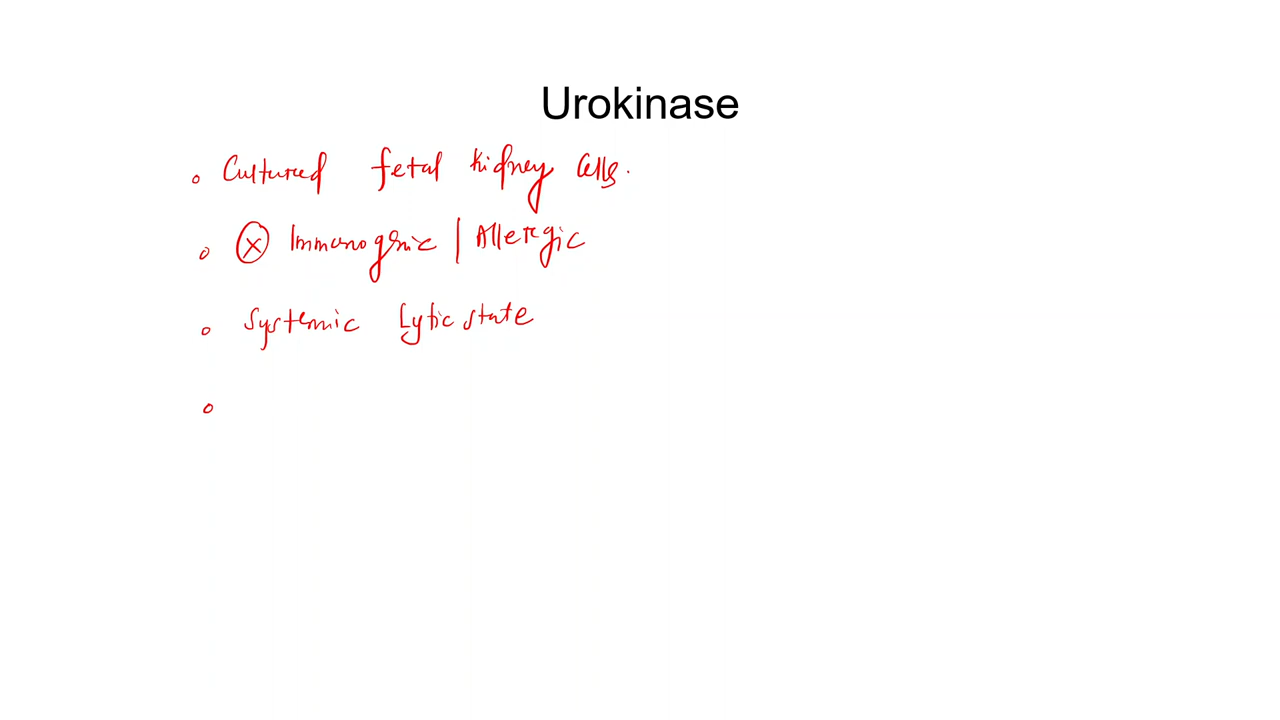 Urokinase
◦ Cultured fetal kidney Cells.
◦ ⓧ Immunogenic | Allergic
◦ Systemic Lytic state
◦